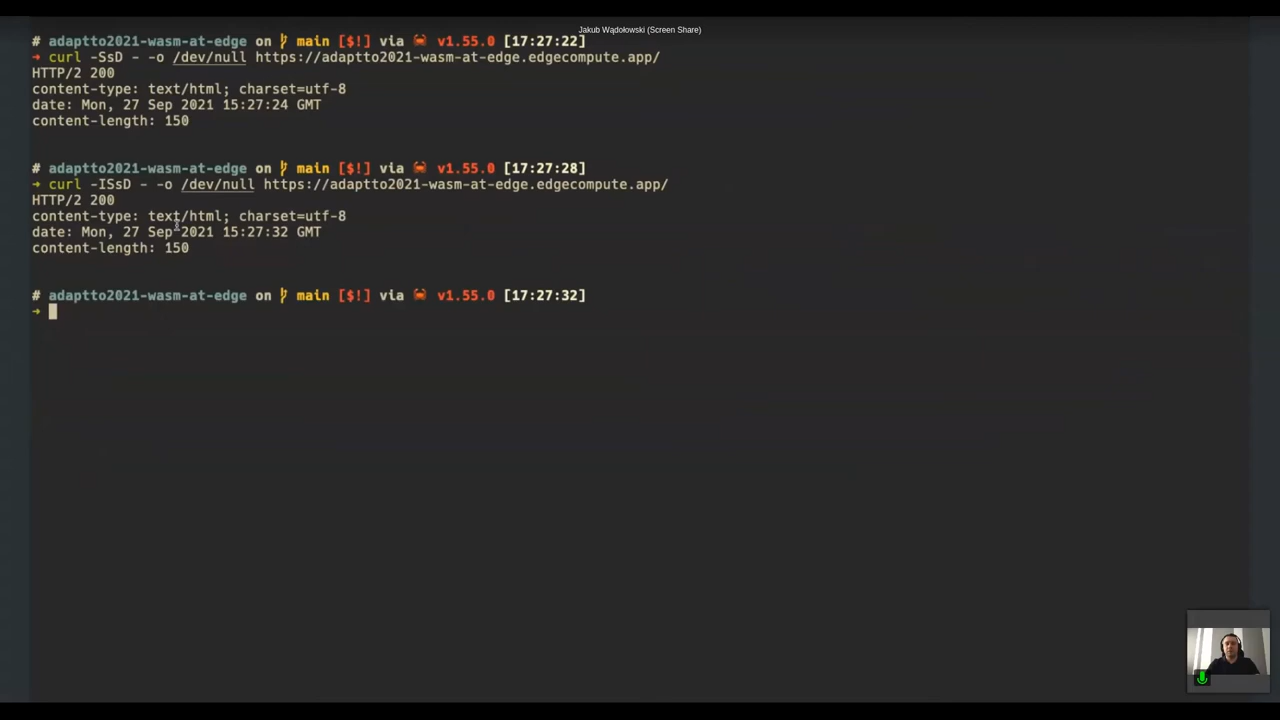 Jakub Wądołowski (Screen Share)
# adaptto2021-wasm-at-edge on main [$!] via 🦀 v1.55.0 [17:27:22]
➜ curl -SsD - -o /dev/null https://adaptto2021-wasm-at-edge.edgecompute.app/
HTTP/2 200
content-type: text/html; charset=utf-8
date: Mon, 27 Sep 2021 15:27:24 GMT
content-length: 150
# adaptto2021-wasm-at-edge on main [$!] via 🦀 v1.55.0 [17:27:28]
➜ curl -ISsD - -o /dev/null https://adaptto2021-wasm-at-edge.edgecompute.app/
HTTP/2 200
content-type: text/html; charset=utf-8
date: Mon, 27 Sep 2021 15:27:32 GMT
content-length: 150
# adaptto2021-wasm-at-edge on main [$!] via 🦀 v1.55.0 [17:27:32]
➜